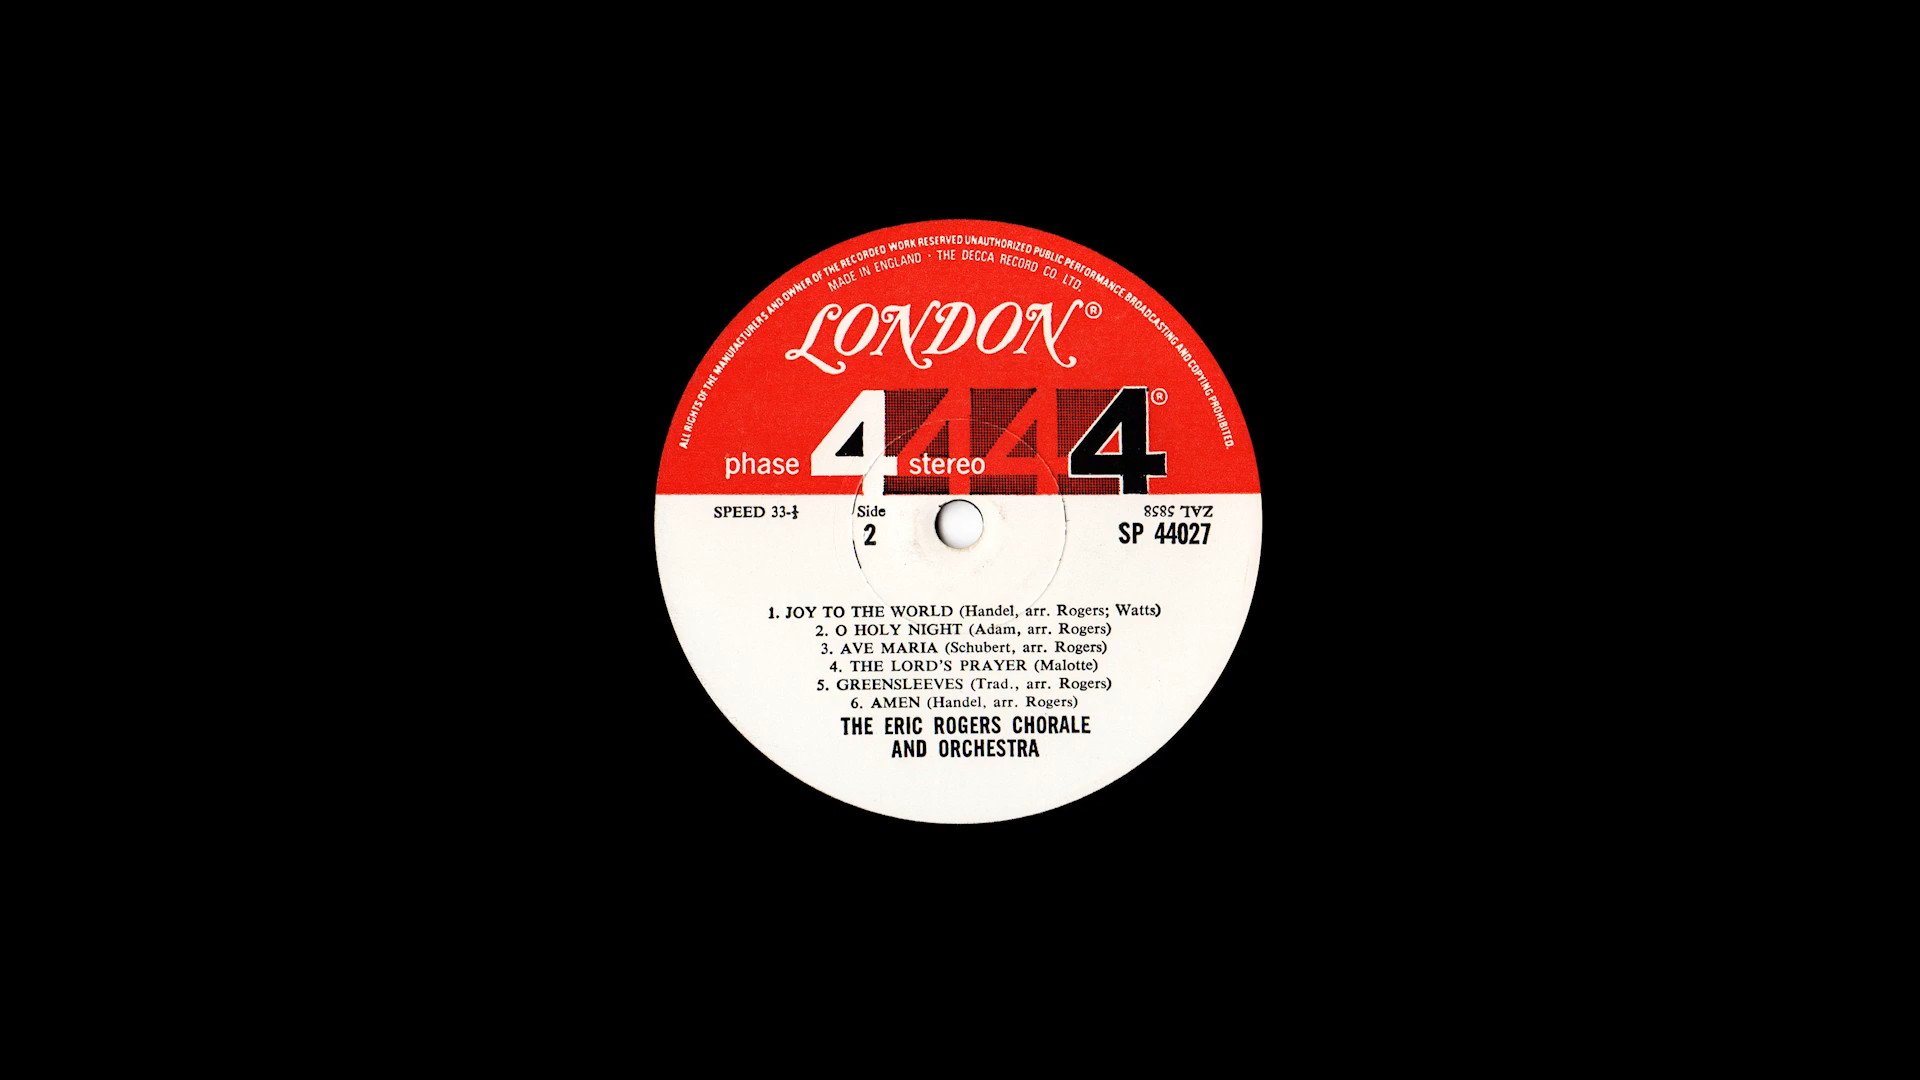 ALL RIGHTS OF THE MANUFACTURERS AND OWNER OF THE RECORDED WORK RESERVED UNAUTHORIZED PUBLIC PERFORMANCE BROADCASTING AND COPYING PROHIBITED.
MADE IN ENGLAND · THE DECCA RECORD CO. LTD.
LONDON®
4 4 4 4®
phase stereo
SPEED 33-⅓
Side
2
ZAL 5858
SP 44027
1. JOY TO THE WORLD (Handel, arr. Rogers; Watts)
2. O HOLY NIGHT (Adam, arr. Rogers)
3. AVE MARIA (Schubert, arr. Rogers)
4. THE LORD'S PRAYER (Malotte)
5. GREENSLEEVES (Trad., arr. Rogers)
6. AMEN (Handel, arr. Rogers)
THE ERIC ROGERS CHORALE
AND ORCHESTRA